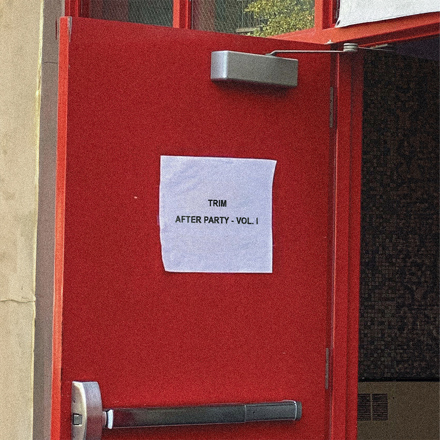 TRIM
AFTER PARTY - VOL. I